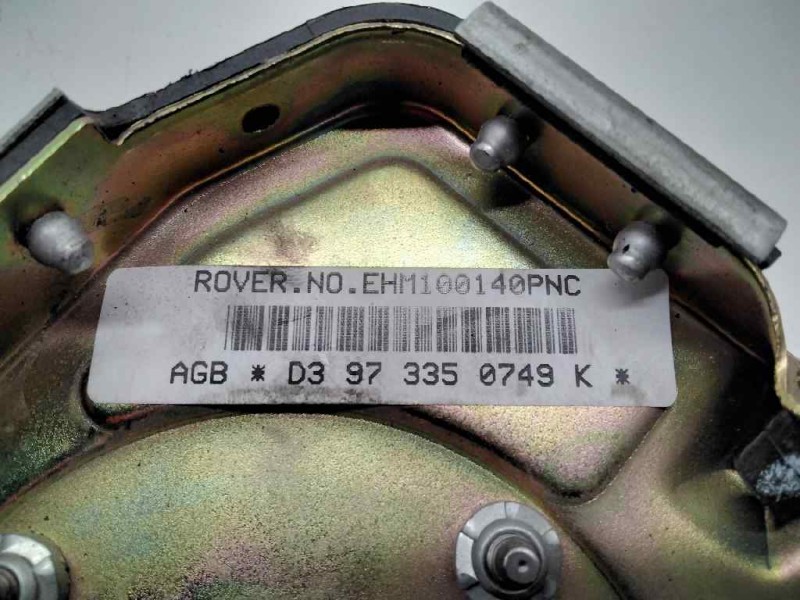 ROVER.NO.EHM100140PNC
AGB * D3 97 335 0749 K *